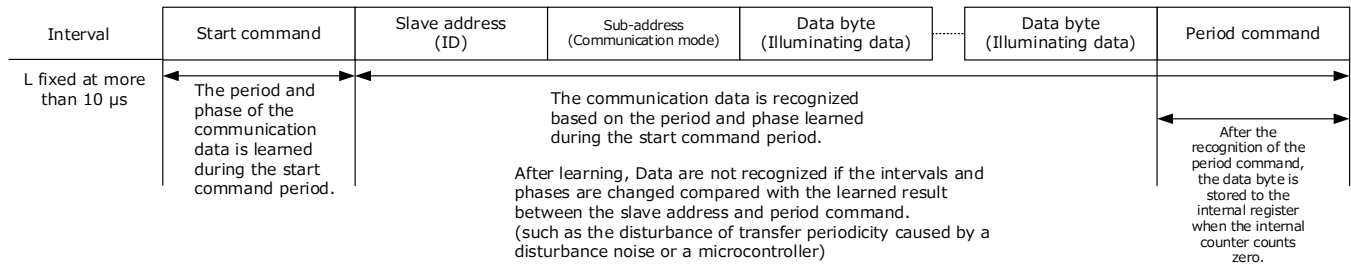 Interval
Start command
Slave address
(ID)
Sub-address
(Communication mode)
Data byte
(Illuminating data)
Data byte
(Illuminating data)
Period command
L fixed at more
than 10 μs
The period and
phase of the
communication
data is learned
during the start
command period.
The communication data is recognized
based on the period and phase learned
during the start command period.
After learning, Data are not recognized if the intervals and
phases are changed compared with the learned result
between the slave address and period command.
(such as the disturbance of transfer periodicity caused by a
disturbance noise or a microcontroller)
After the
recognition of the
period command,
the data byte is
stored to the
internal register
when the internal
counter counts
zero.